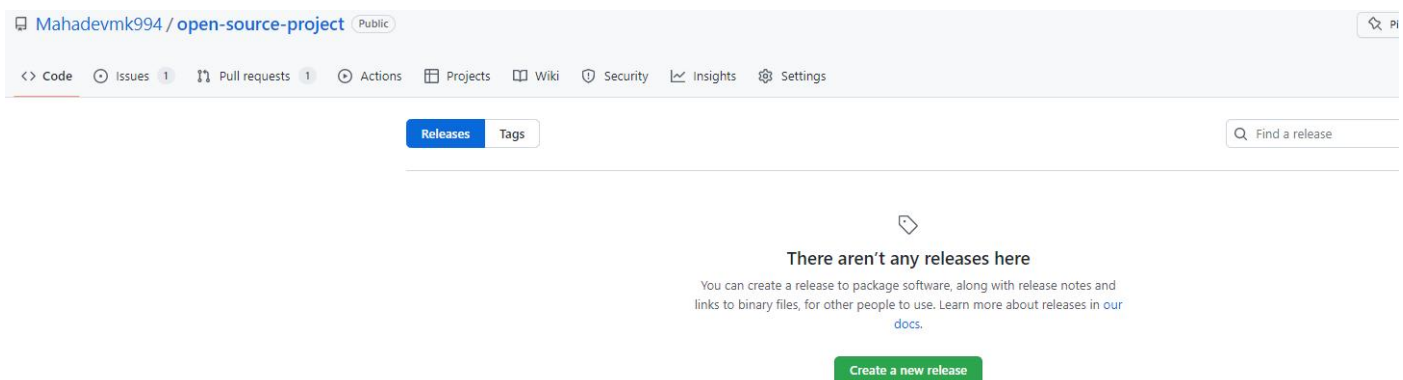 Mahadevmk994 / open-source-project Public
<> Code Issues 1 Pull requests 1 Actions Projects Wiki Security Insights Settings
Releases Tags Find a release
There aren't any releases here
You can create a release to package software, along with release notes and
links to binary files, for other people to use. Learn more about releases in our
docs.
Create a new release